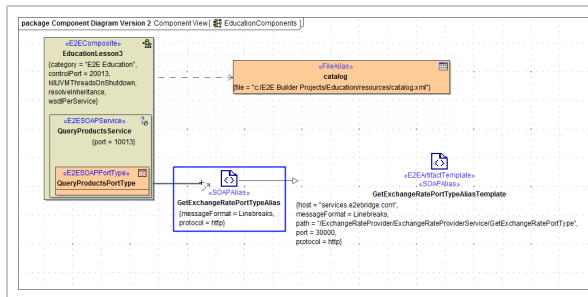 package Component Diagram Version 2 Component View[ EducationComponents ]
«E2EComposite»
EducationLesson3
{category = "E2E Education",
controlPort = 20013,
killJVMThreadsOnShutdown,
resolveInheritance,
wsdlPerService}
«E2ESOAPService»
QueryProductsService
{port = 10013}
«E2ESOAPPortType»
QueryProductsPortType
«FileAlias»
catalog
{file = "c:/E2E Builder Projects/Education/resources/catalog.xml"}
«SOAPAlias»
GetExchangeRatePortTypeAlias
{messageFormat = Linebreaks,
protocol = http}
«E2EArtifactTemplate»
«SOAPAlias»
GetExchangeRatePortAliasTemplate
{host = "services.e2ebridge.com",
messageFormat = Linebreaks,
path = "/ExchangeRateProvider/ExchangeRateProviderService/GetExchangeRatePortType",
port = 30000,
protocol = http}